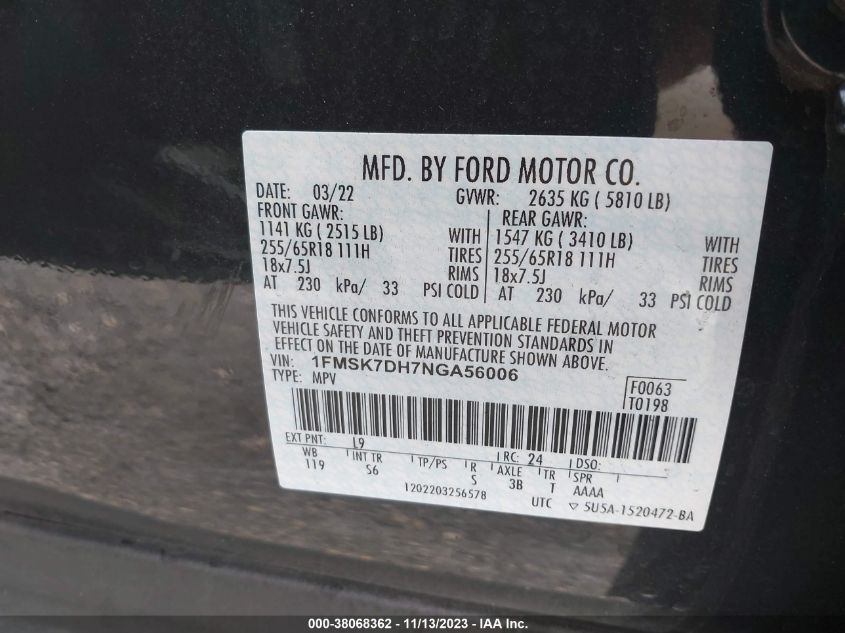 MFD. BY FORD MOTOR CO.
DATE: 03/22 GVWR: 2635 KG ( 5810 LB)
FRONT GAWR: REAR GAWR:
1141 KG ( 2515 LB) WITH 1547 KG ( 3410 LB) WITH
255/65R18 111H TIRES 255/65R18 111H TIRES
18x7.5J RIMS 18x7.5J RIMS
AT 230 kPa/ 33 PSI COLD AT 230 kPa/ 33 PSI COLD
THIS VEHICLE CONFORMS TO ALL APPLICABLE FEDERAL MOTOR
VEHICLE SAFETY AND THEFT PREVENTION STANDARDS IN
EFFECT ON THE DATE OF MANUFACTURE SHOWN ABOVE.
VIN: 1FMSK7DH7NGA56006
TYPE: MPV
F0063
T0198
EXT PNT: L9 RC: 24 DSO:
WB INT TR TP/PS R AXLE TR SPR
119 S6 S 3B T AAAA
1202203256578 UTC ▽ 5U5A-1520472-BA
000-38068362 - 11/13/2023 - IAA Inc.